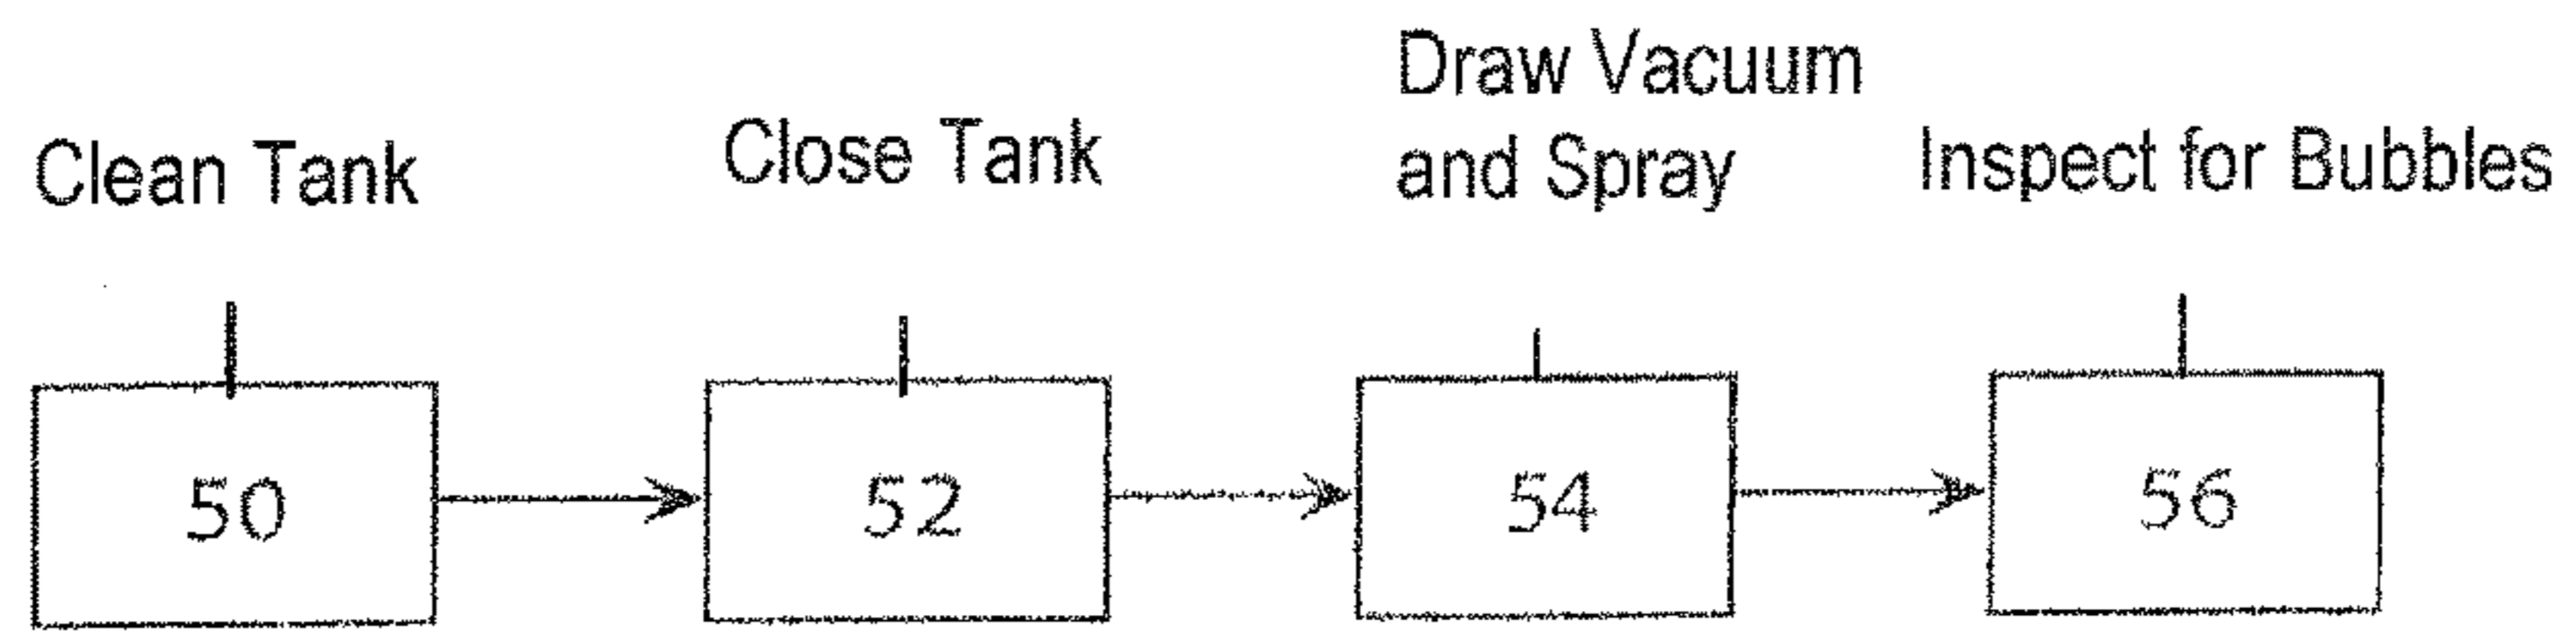 Clean Tank
Close Tank
Draw Vacuum
and Spray
Inspect for Bubbles
50
52
54
56